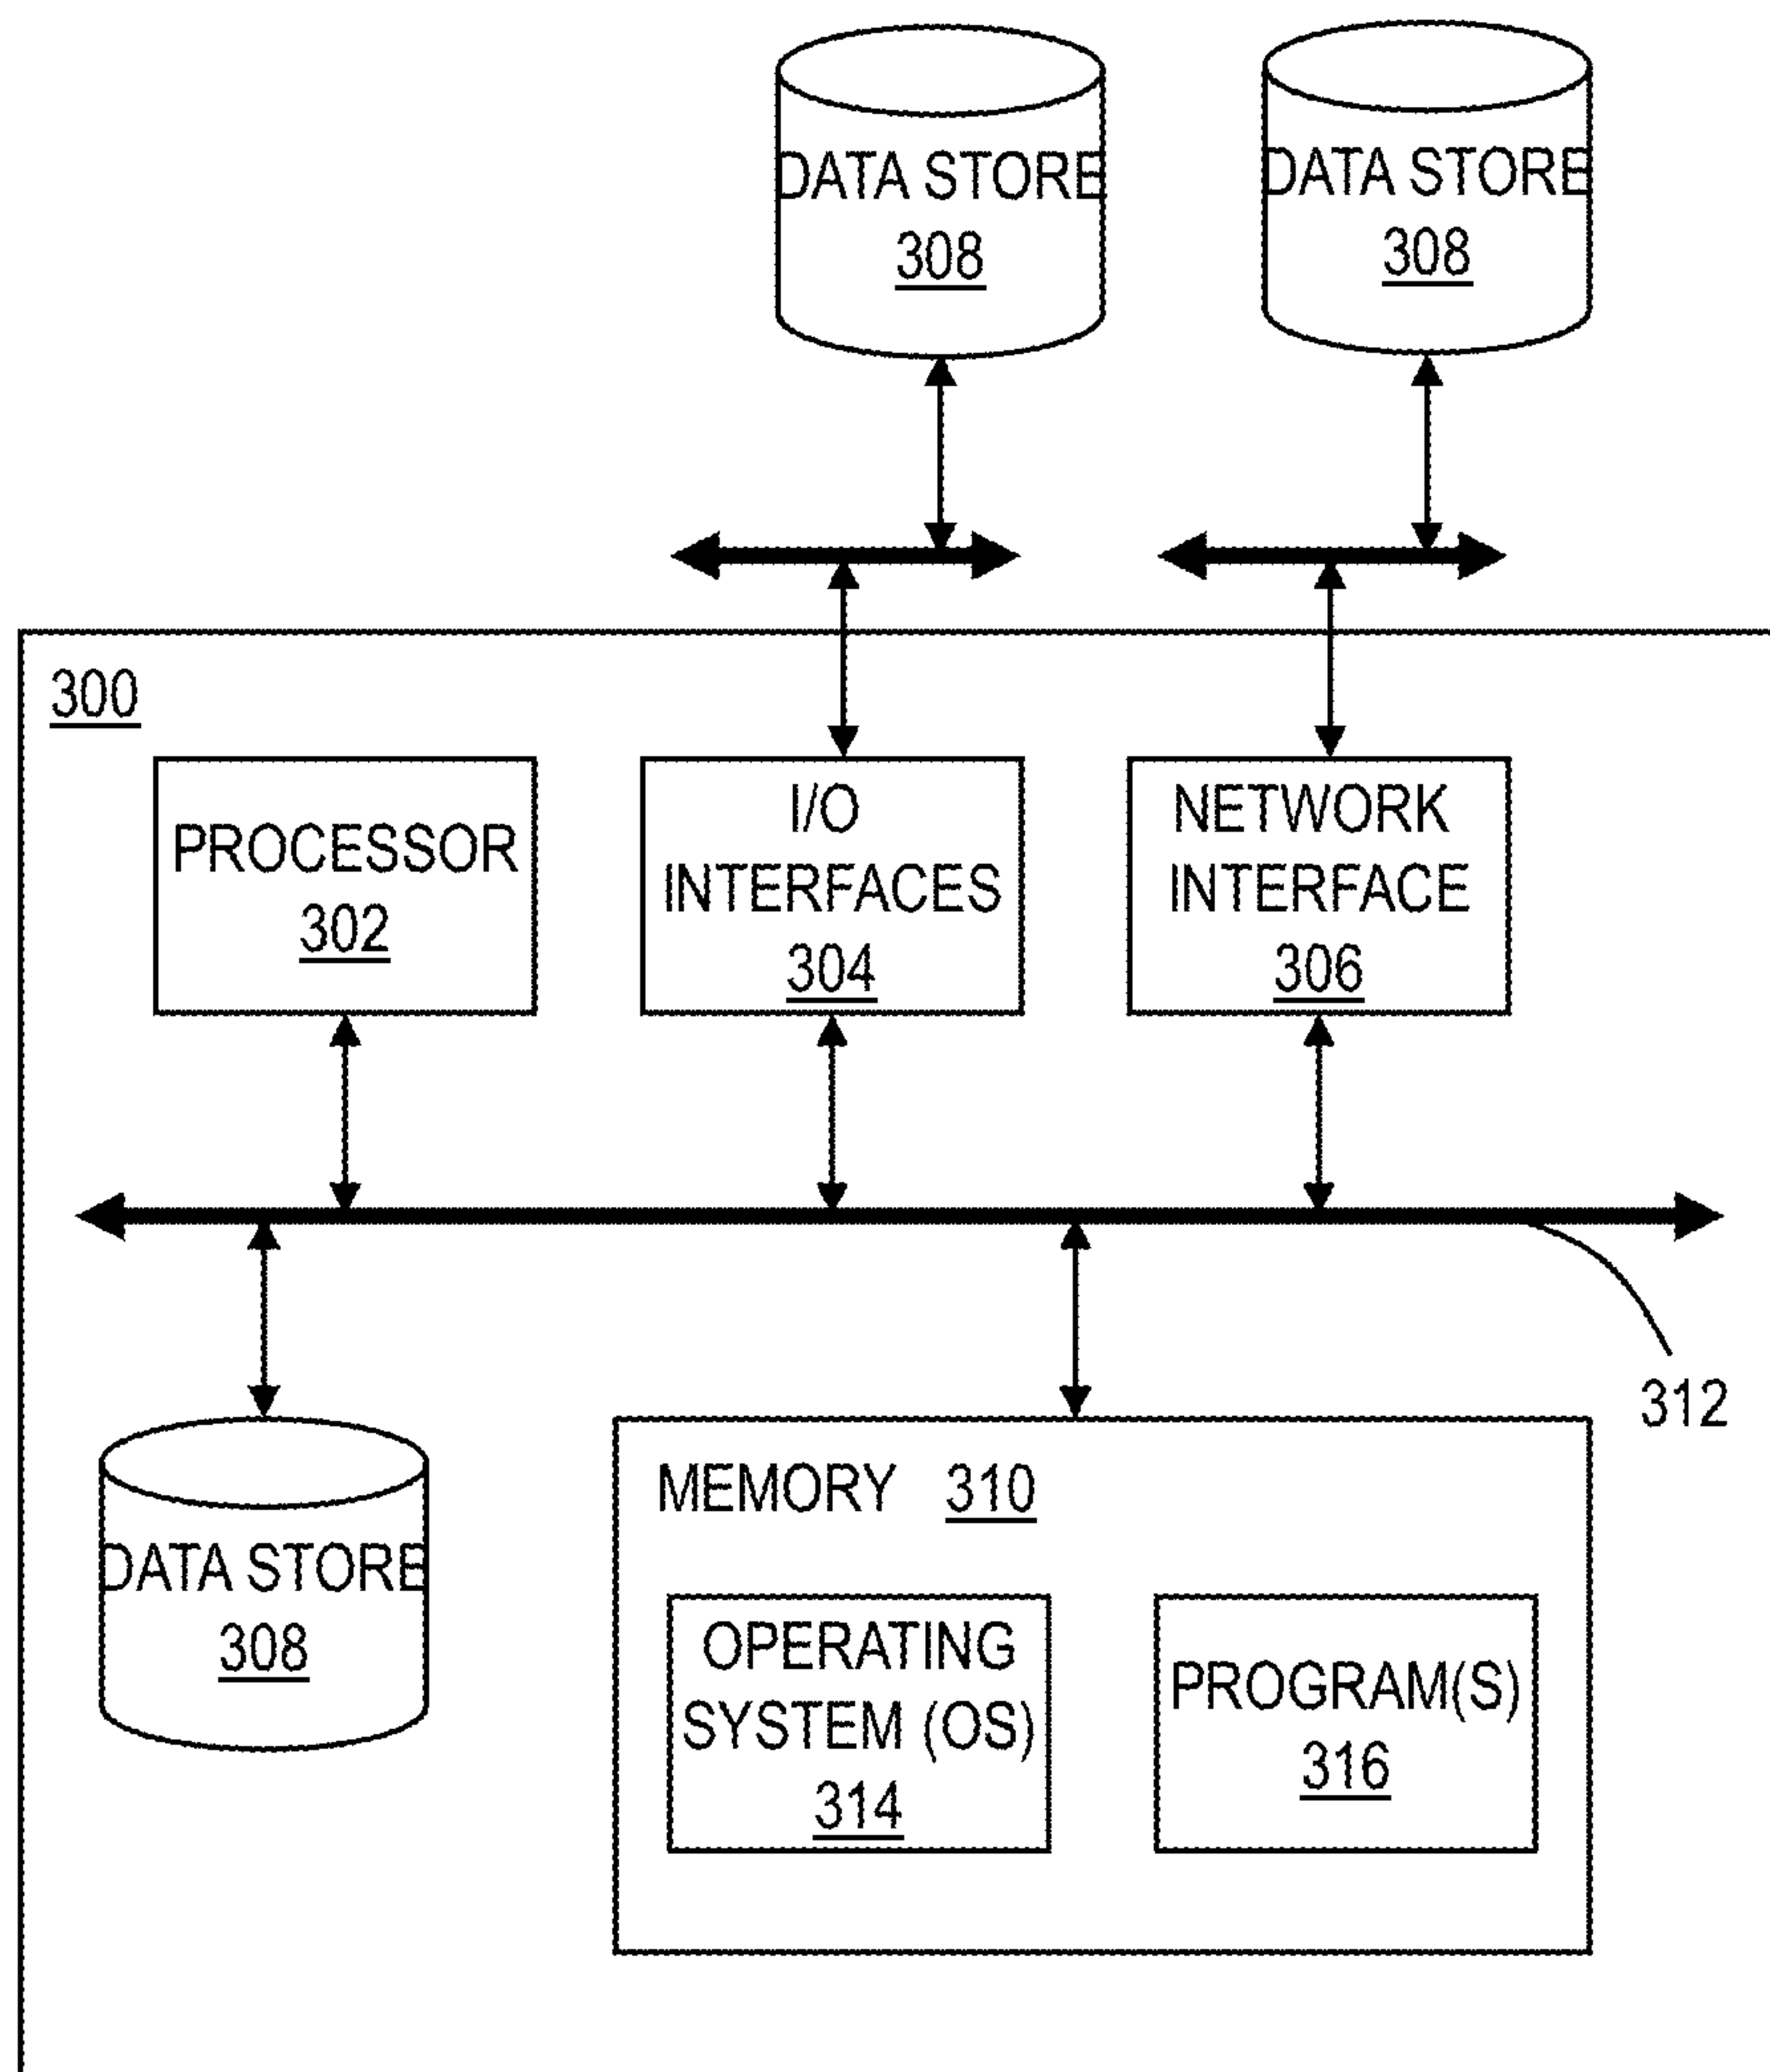 DATA STORE
308
DATA STORE
308
300
PROCESSOR
302
I/O
INTERFACES
304
NETWORK
INTERFACE
306
312
DATA STORE
308
MEMORY 310
OPERATING
SYSTEM (OS)
314
PROGRAM(S)
316